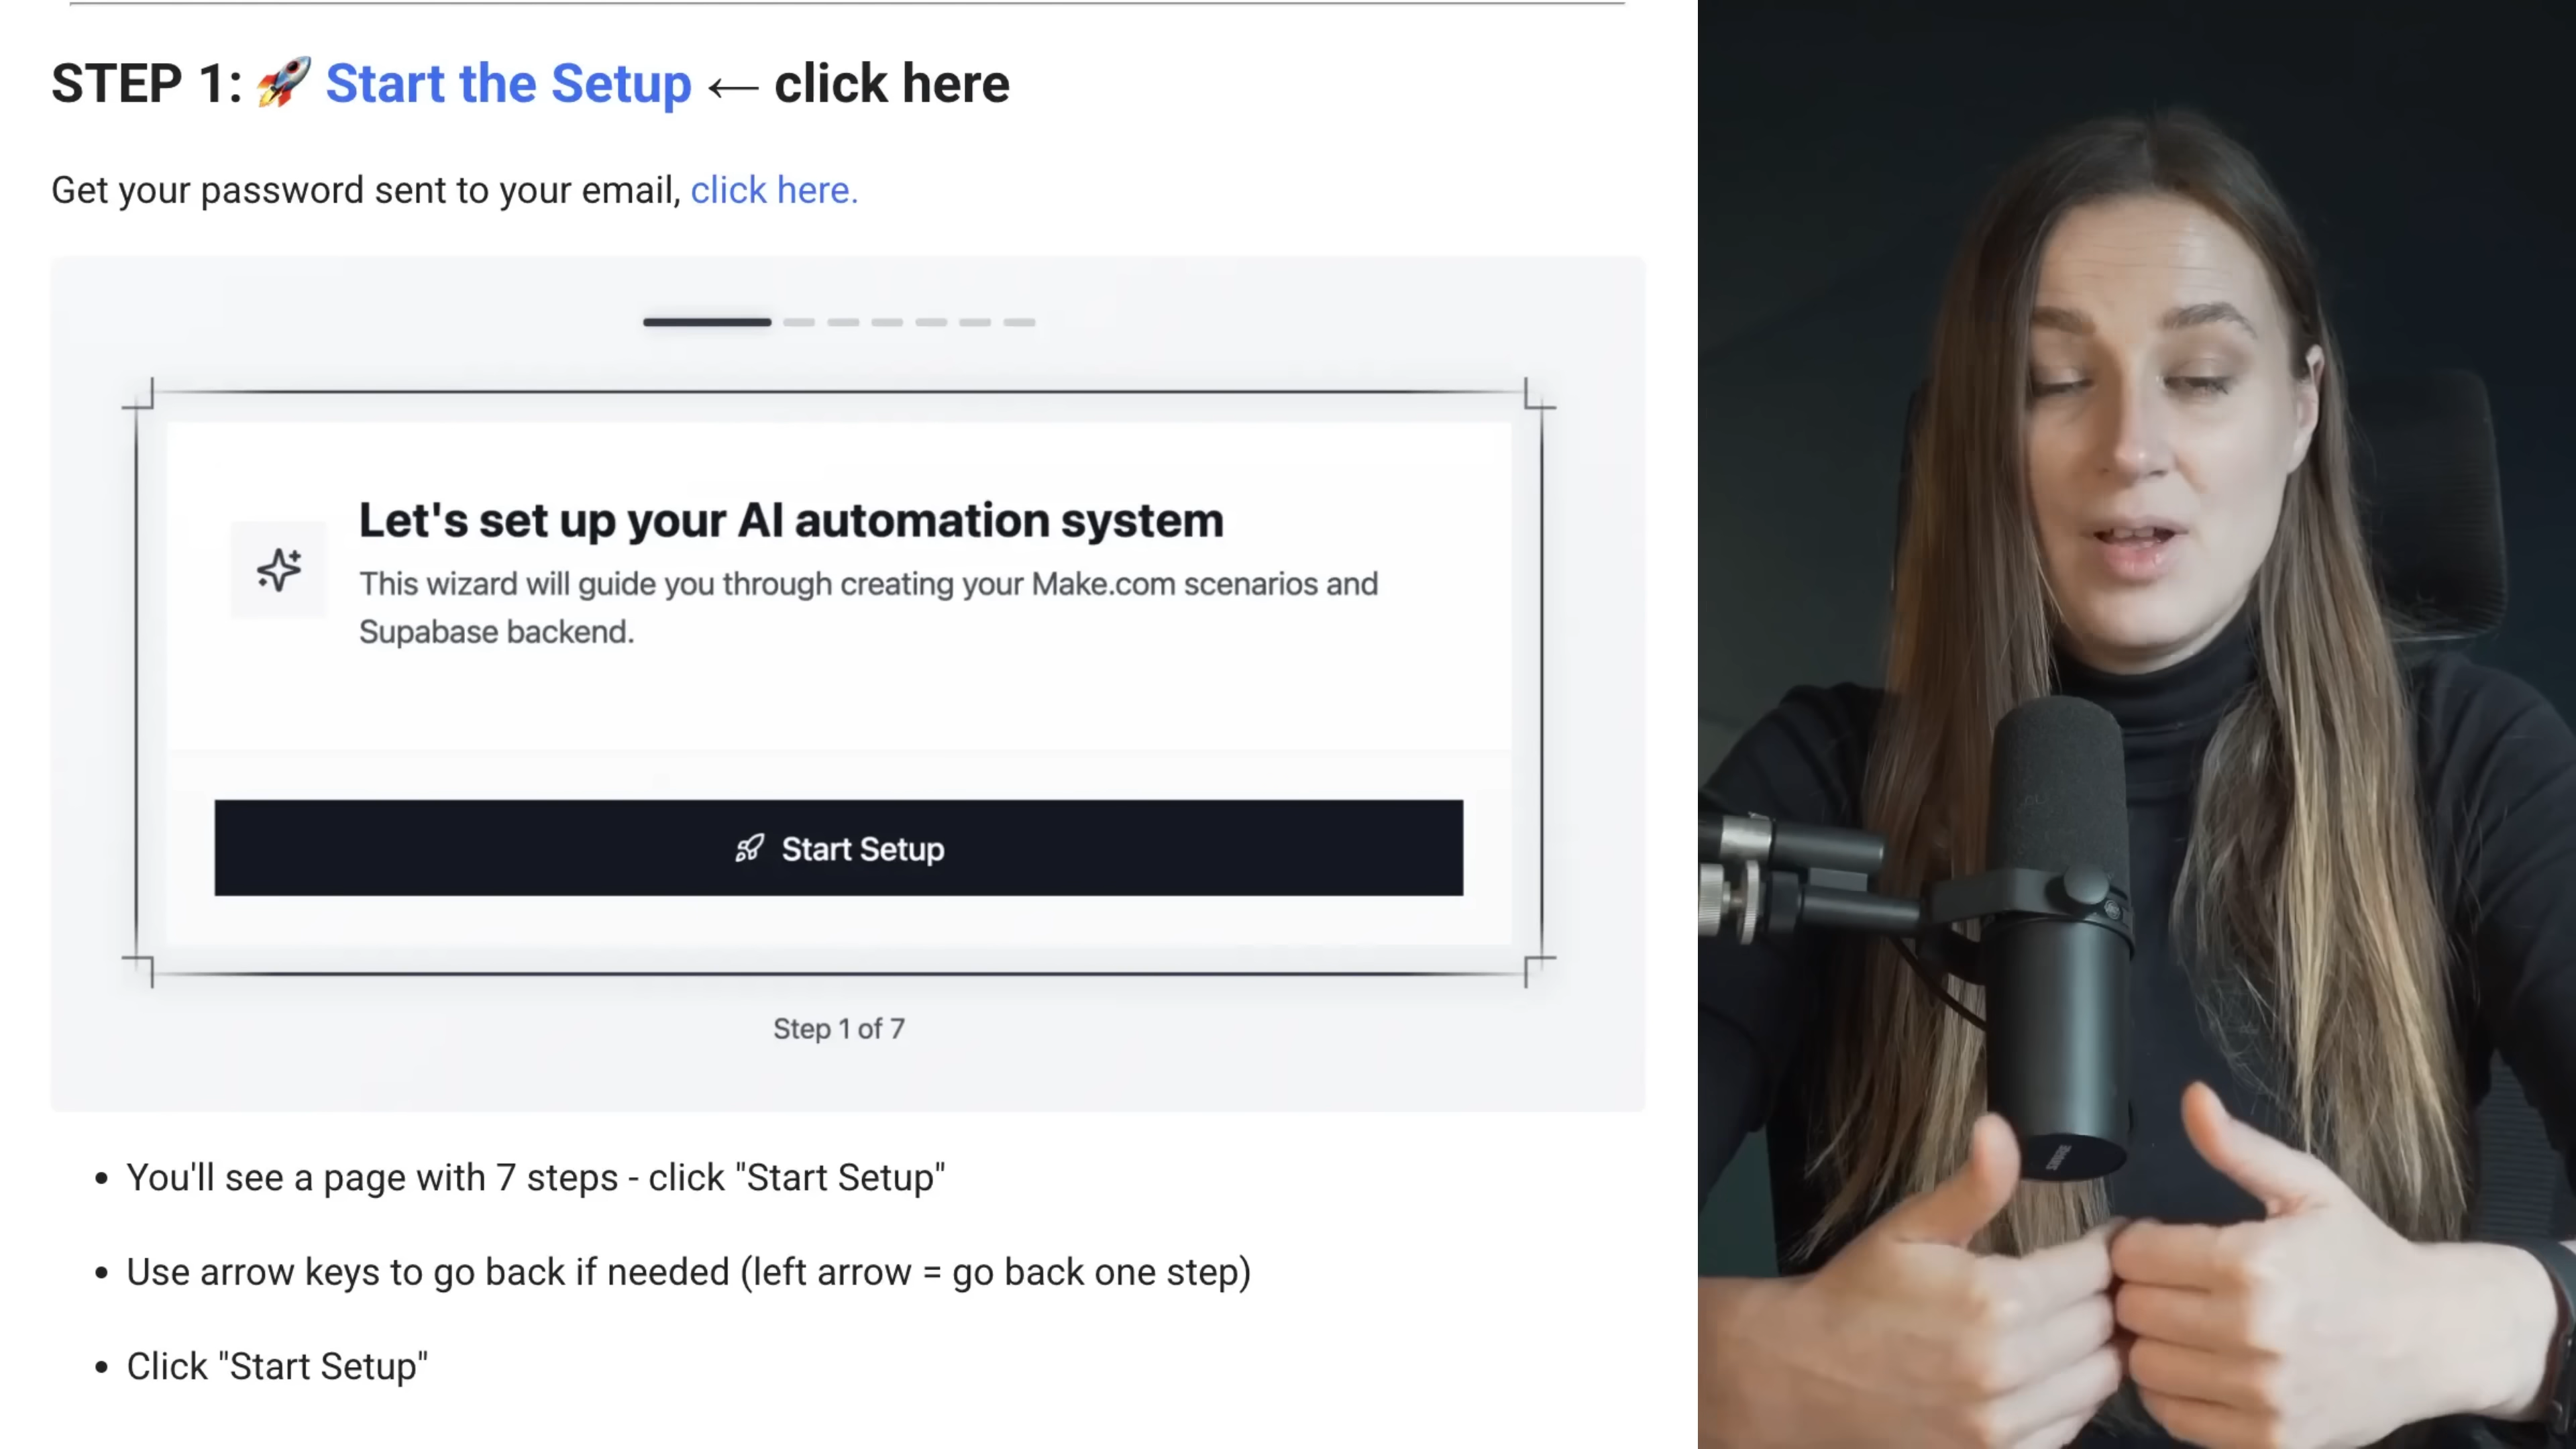 STEP 1: 🚀 Start the Setup ← click here
Get your password sent to your email, click here.
Let's set up your AI automation system
This wizard will guide you through creating your Make.com scenarios and
Supabase backend.
Start Setup
Step 1 of 7
• You'll see a page with 7 steps - click "Start Setup"
• Use arrow keys to go back if needed (left arrow = go back one step)
• Click "Start Setup"